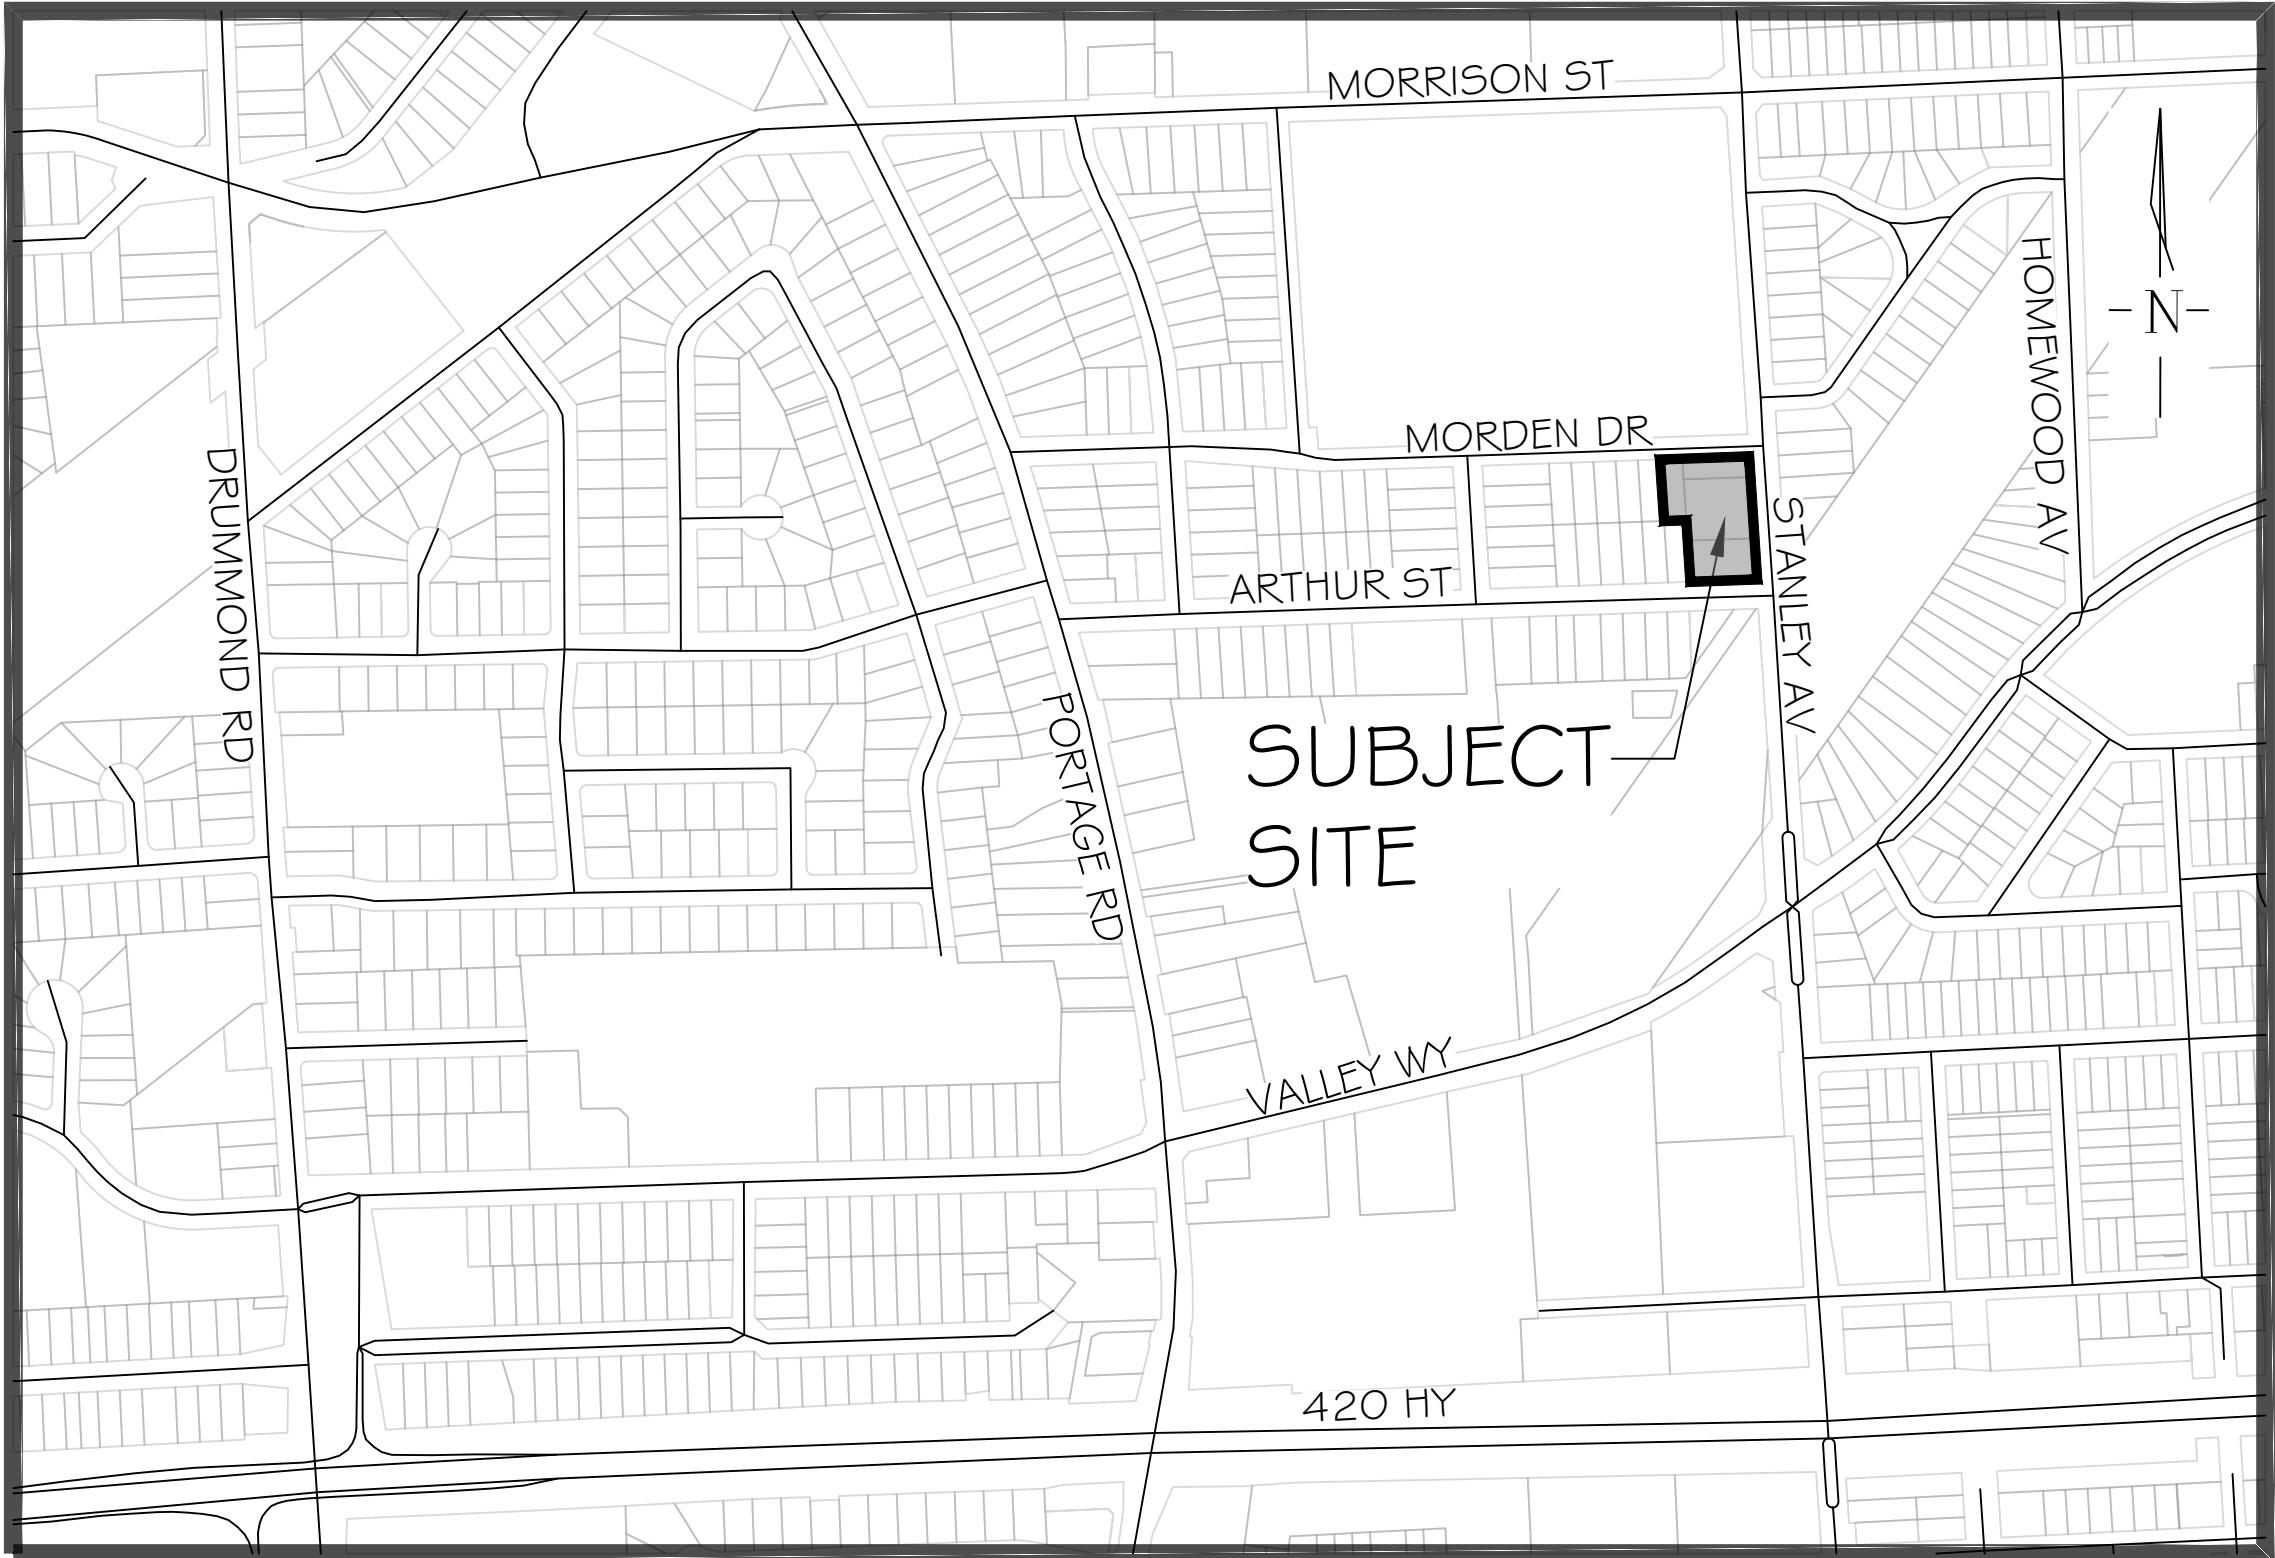 MORRISON ST
HOMEWOOD AV
N
MORDEN DR
DRUMMOND RD
STANLEY AV
ARTHUR ST
PORTAGE RD
SUBJECT
SITE
VALLEY WY
420 HY